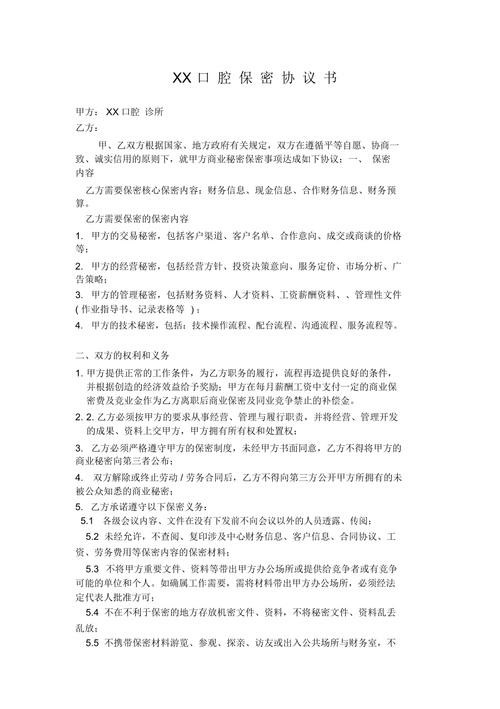 XX 口 腔 保 密 协 议 书
甲方： XX 口腔 诊所
乙方：
甲、乙双方根据国家、地方政府有关规定，双方在遵循平等自愿、协商一
致、诚实信用的原则下，就甲方商业秘密保密事项达成如下协议：一、 保密
内容
乙方需要保密核心保密内容：财务信息、现金信息、合作财务信息、财务预
算。
乙方需要保密的保密内容
1. 甲方的交易秘密，包括客户渠道、客户名单、合作意向、成交或商谈的价格
等；
2. 甲方的经营秘密，包括经营方针、投资决策意向、服务定价、市场分析、广
告策略；
3. 甲方的管理秘密，包括财务资料、人才资料、工资薪酬资料、、管理性文件
( 作业指导书、记录表格等 ) ；
4. 甲方的技术秘密，包括：技术操作流程、配台流程、沟通流程、服务流程等。
二、双方的权利和义务
1. 甲方提供正常的工作条件，为乙方职务的履行，流程再造提供良好的条件，
并根据创造的经济效益给予奖励；甲方在每月薪酬工资中支付一定的商业保
密费及竞业金作为乙方离职后商业保密及同业竞争禁止的补偿金。
2. 2. 乙方必须按甲方的要求从事经营、管理与履行职责，并将经营、管理开发
的成果、资料上交甲方，甲方拥有所有权和处置权；
3. 乙方必须严格遵守甲方的保密制度，未经甲方书面同意，乙方不得将甲方的
商业秘密向第三者公布；
4. 双方解除或终止劳动 / 劳务合同后，乙方不得向第三方公开甲方所拥有的未
被公众知悉的商业秘密；
5. 乙方承诺遵守以下保密义务：
5.1 各级会议内容、文件在没有下发前不向会议以外的人员透露、传阅；
5.2 未经允许，不查阅、复印涉及中心财务信息、客户信息、合同协议、工
资、劳务费用等保密内容的保密材料；
5.3 不将甲方重要文件、资料等带出甲方办公场所或提供给竞争者或有竞争
可能的单位和个人。如确属工作需要，需将材料带出甲方办公场所，必须经法
定代表人批准方可；
5.4 不在不利于保密的地方存放机密文件、资料，不将秘密文件、资料乱丢
乱放；
5.5 不携带保密材料游览、参观、探亲、访友或出入公共场所与财务室，不